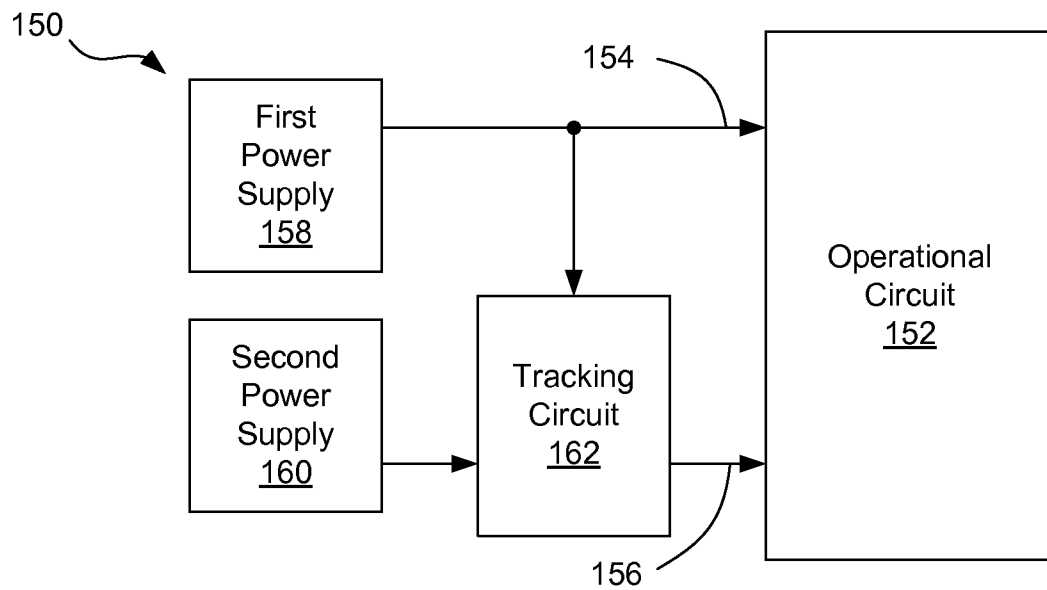 150
First
Power
Supply
158
154
Operational
Circuit
152
Second
Power
Supply
160
Tracking
Circuit
162
156